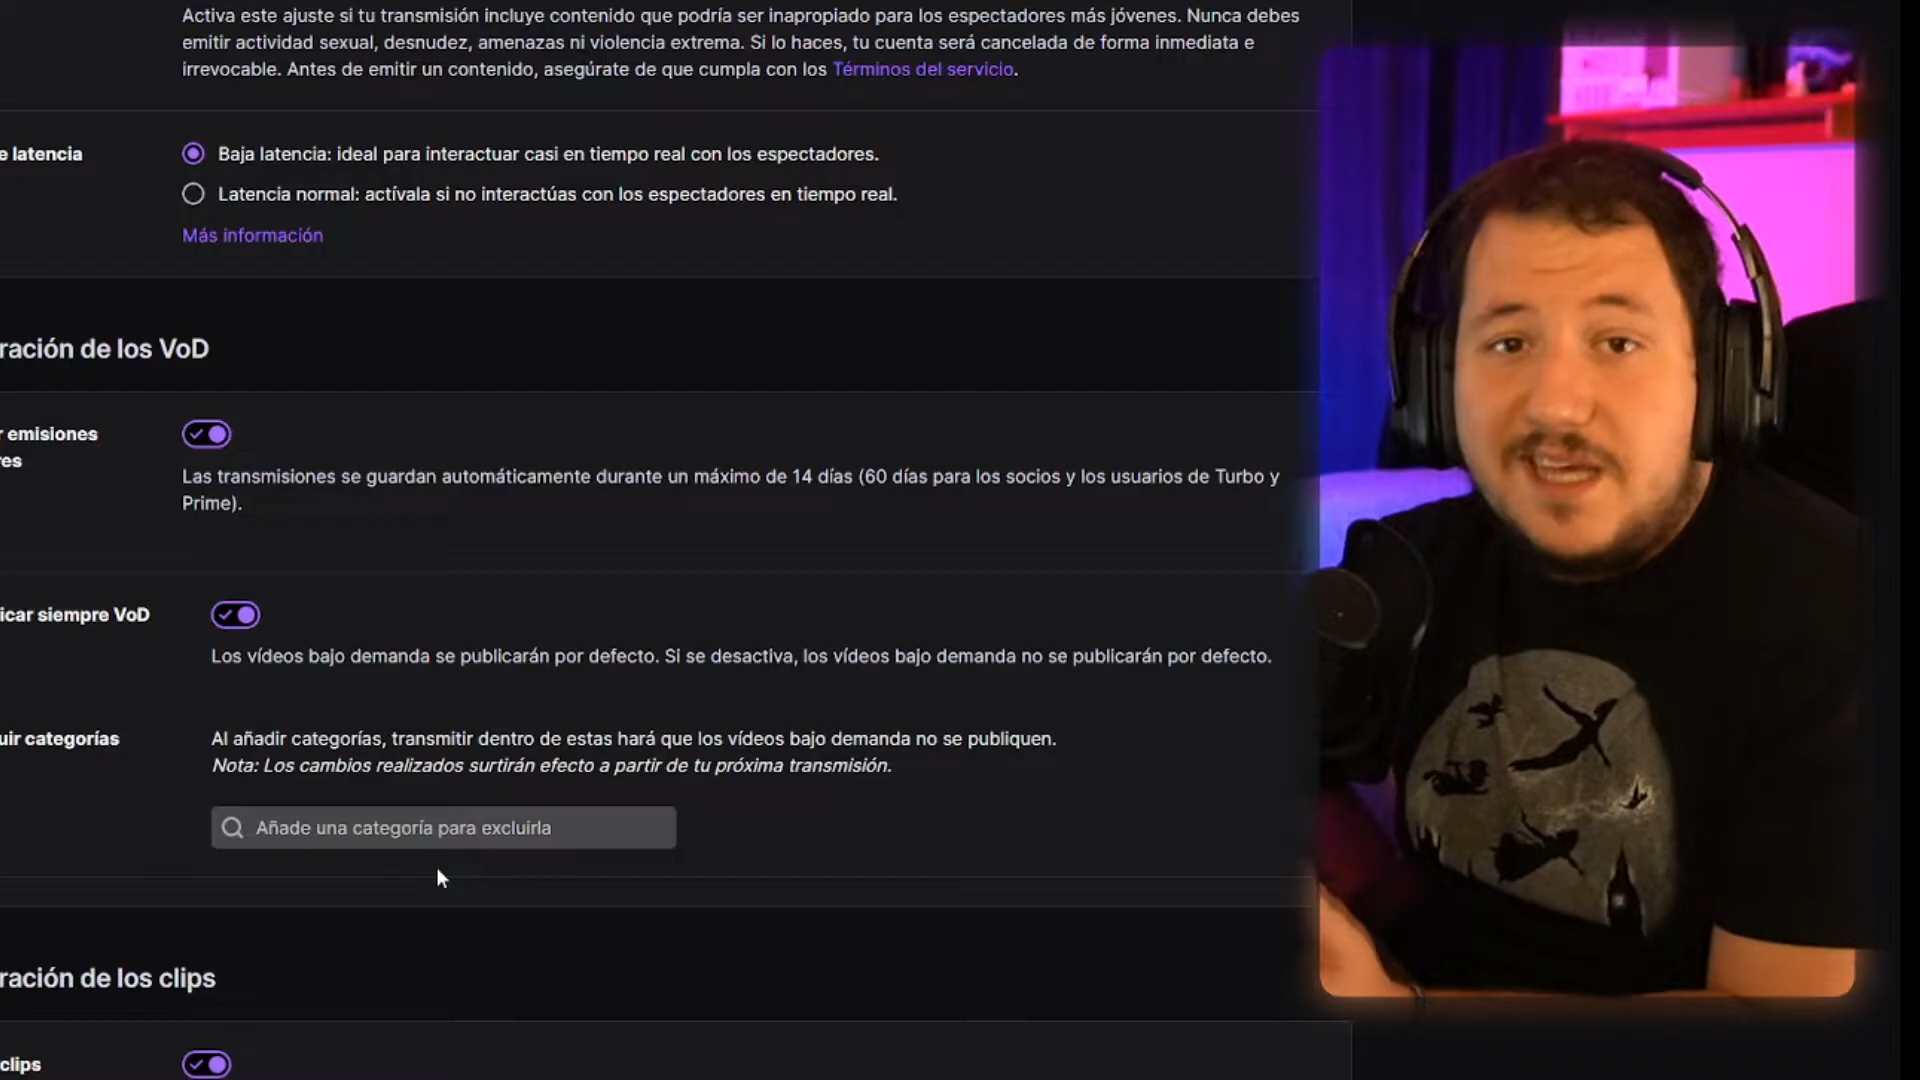 Activa este ajuste si tu transmisión incluye contenido que podría ser inapropiado para los espectadores más jóvenes. Nunca debes
emitir actividad sexual, desnudez, amenazas ni violencia extrema. Si lo haces, tu cuenta será cancelada de forma inmediata e
irrevocable. Antes de emitir un contenido, asegúrate de que cumpla con los Términos del servicio.
e latencia
Baja latencia: ideal para interactuar casi en tiempo real con los espectadores.
Latencia normal: actívala si no interactúas con los espectadores en tiempo real.
Más información
ración de los VoD
r emisiones
res
Las transmisiones se guardan automáticamente durante un máximo de 14 días (60 días para los socios y los usuarios de Turbo y
Prime).
icar siempre VoD
Los vídeos bajo demanda se publicarán por defecto. Si se desactiva, los vídeos bajo demanda no se publicarán por defecto.
uir categorías
Al añadir categorías, transmitir dentro de estas hará que los vídeos bajo demanda no se publiquen.
Nota: Los cambios realizados surtirán efecto a partir de tu próxima transmisión.
Añade una categoría para excluirla
ración de los clips
clips